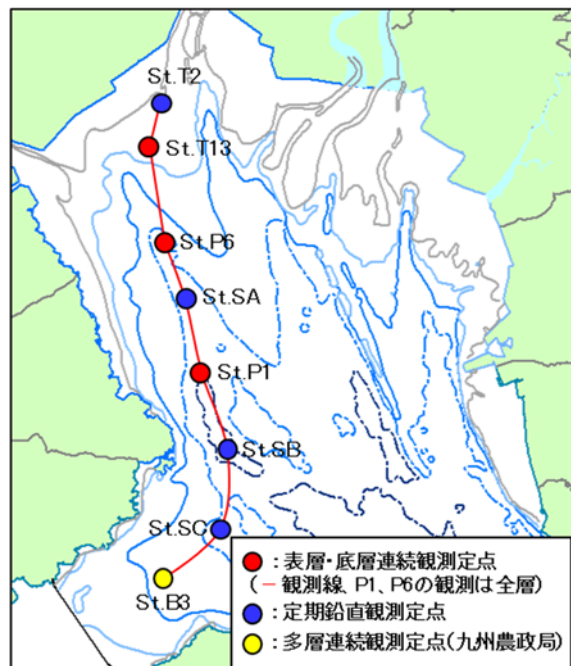 St.T2
St.T13
St.P6
St.SA
St.P1
St.SB
St.SC
St.B3
：表層・底層連続観測定点
（－観測線、P1、P6の観測は全層）
：定期鉛直観測定点
：多層連続観測定点(九州農政局)